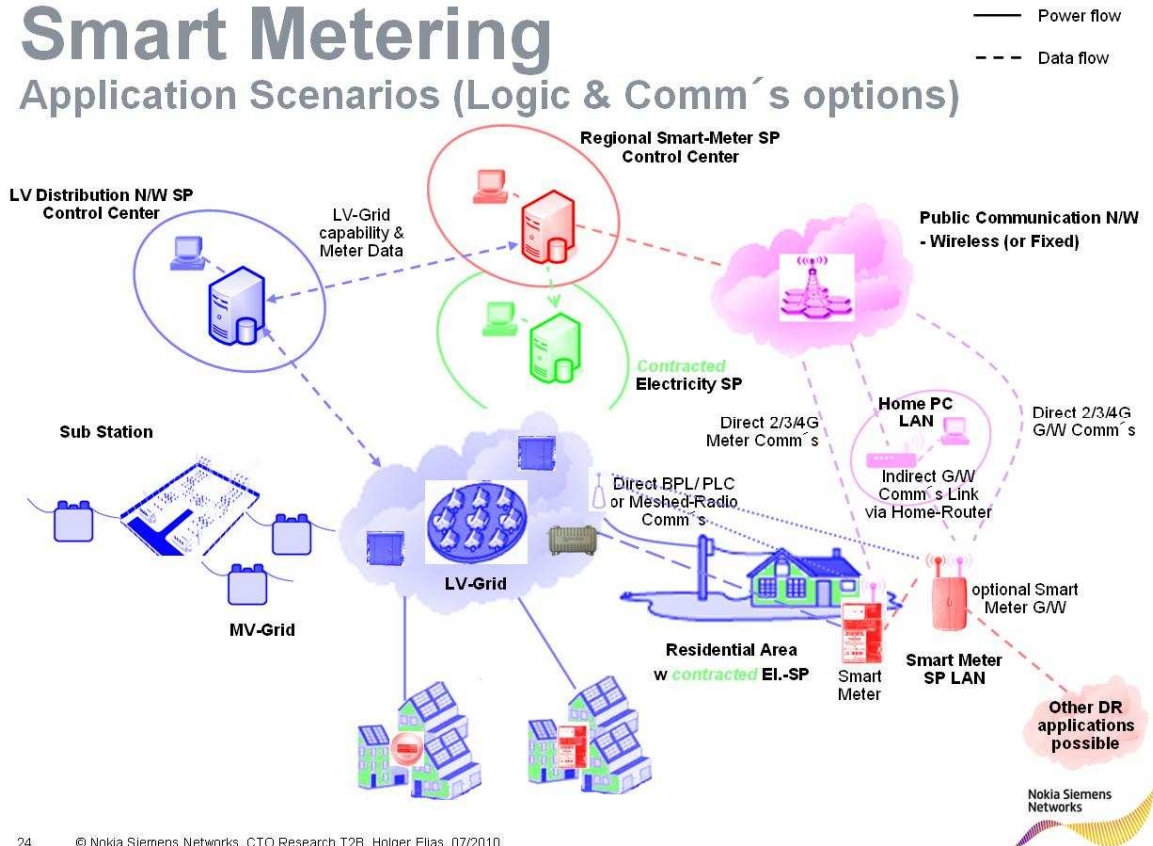 Smart Metering
Application Scenarios (Logic & Comm´s options)
Power flow
Data flow
Regional Smart-Meter SP
Control Center
LV Distribution N/W SP
Control Center
LV-Grid
capability &
Meter Data
Public Communication N/W
- Wireless (or Fixed)
Contracted
Electricity SP
Sub Station
Direct 2/3/4G
Meter Comm´s
Home PC
LAN
Direct 2/3/4G
G/W Comm´s
Indirect G/W
Comm´s Link
via Home-Router
Direct BPL/ PLC
or Meshed-Radio
Comm´s
LV-Grid
MV-Grid
optional Smart
Meter G/W
Residential Area
w contracted El.-SP
Smart
Meter
Smart Meter
SP LAN
Other DR
applications
possible
Nokia Siemens
Networks
24 © Nokia Siemens Networks, CTO Research T2B, Holger Elias, 07/2010